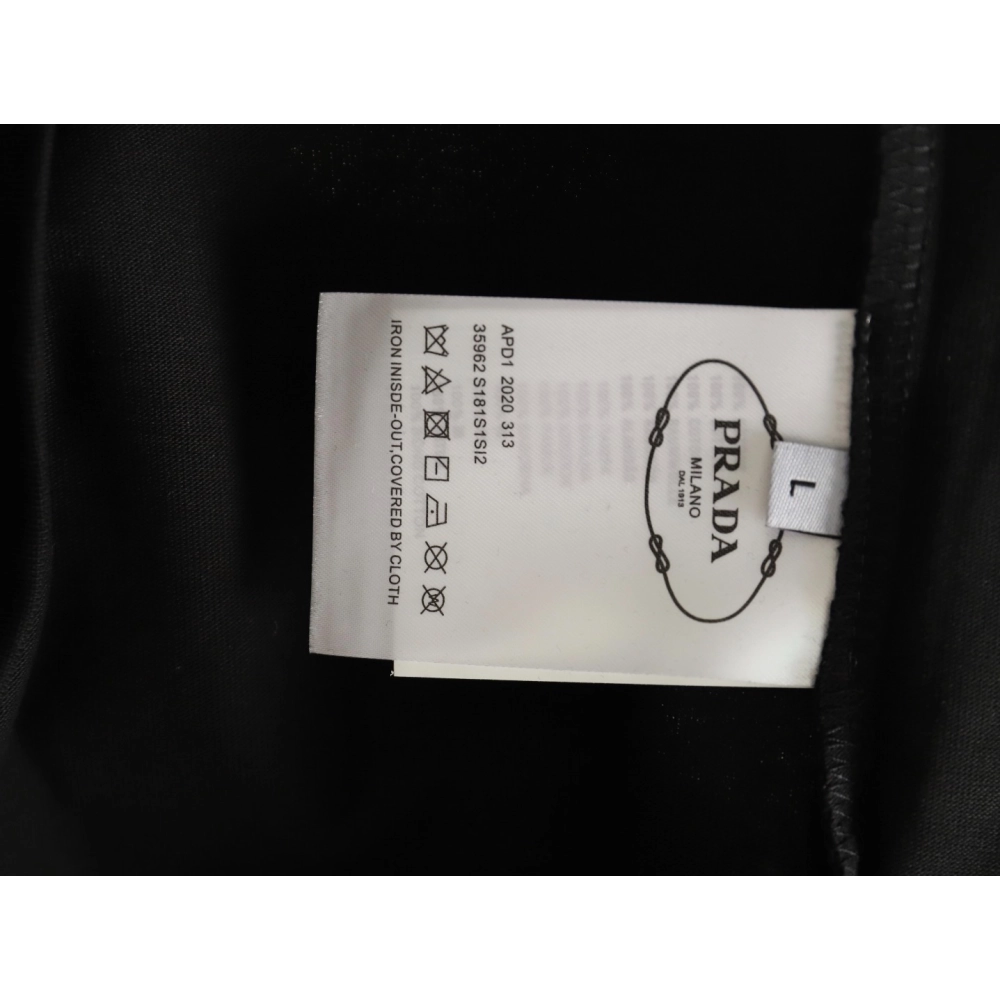 L
PRADA
MILANO
DAL 1913
APD1 2020 313
35962 S181S1SI2
IRON INISDE-OUT,COVERED BY CLOTH